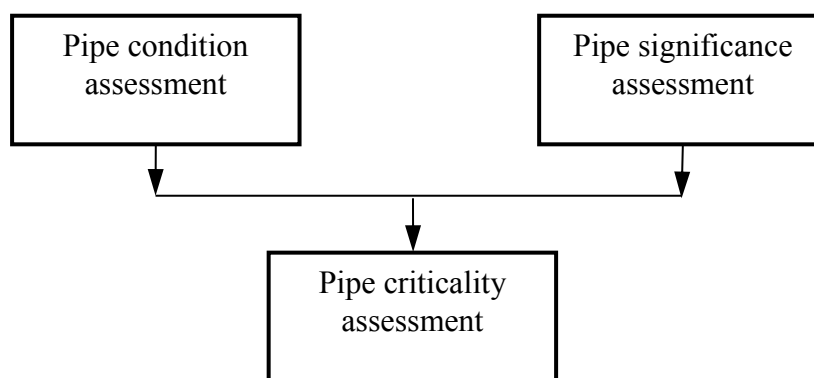 Pipe condition
assessment
Pipe significance
assessment
Pipe criticality
assessment